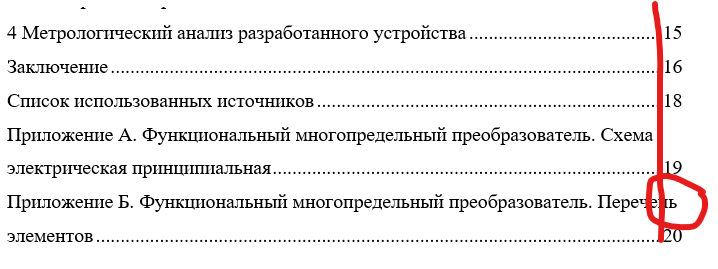 4 Метрологический анализ разработанного устройства................................15
Заключение................................................................................................16
Список использованных источников............................................................18
Приложение А. Функциональный многопредельный преобразователь. Схема
электрическая принципиальная....................................................................19
Приложение Б. Функциональный многопредельный преобразователь. Перечень
элементов..................................................................................................20